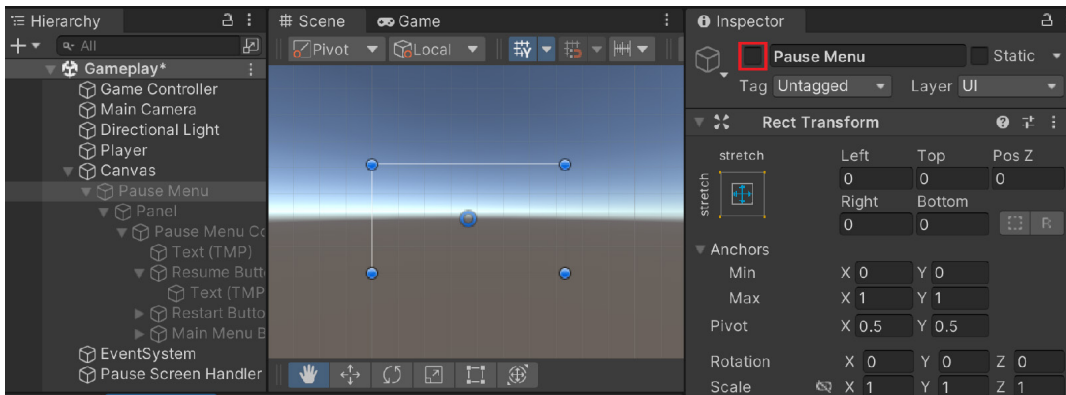 Hierarchy
All
Gameplay*
Game Controller
Main Camera
Directional Light
Player
Canvas
Pause Menu
Panel
Pause Menu Co
Text (TMP)
Resume Butt
Text (TMP
Restart Butto
Main Menu B
EventSystem
Pause Screen Handler
Scene Game
Pivot Local
Inspector
Pause Menu Static
Tag Untagged Layer UI
Rect Transform
stretch Left Top Pos Z
stretch 0 0 0
Right Bottom
0 0 R
Anchors
Min X 0 Y 0
Max X 1 Y 1
Pivot X 0.5 Y 0.5
Rotation X 0 Y 0 Z 0
Scale X 1 Y 1 Z 1